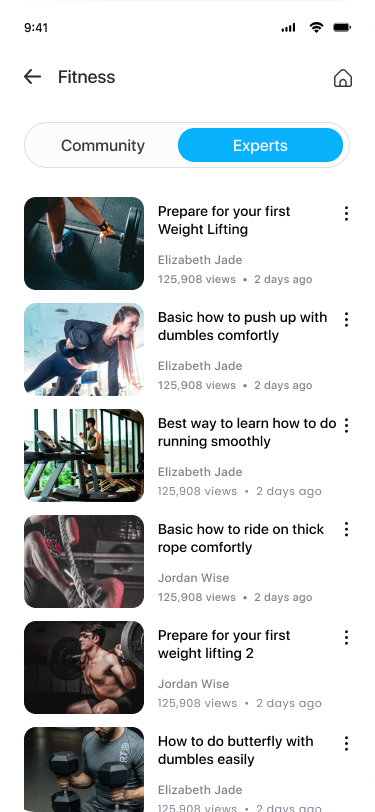 9:41
Fitness
Community
Experts
Prepare for your first
Weight Lifting
Elizabeth Jade
125,908 views • 2 days ago
Basic how to push up with
dumbles comfortly
Elizabeth Jade
125,908 views • 2 days ago
Best way to learn how to do
running smoothly
Elizabeth Jade
125,908 views • 2 days ago
Basic how to ride on thick
rope comfortly
Jordan Wise
125,908 views • 2 days ago
Prepare for your first
weight lifting 2
Jordan Wise
125,908 views • 2 days ago
How to do butterfly with
dumbles easily
Elizabeth Jade
125,908 views • 2 days ago